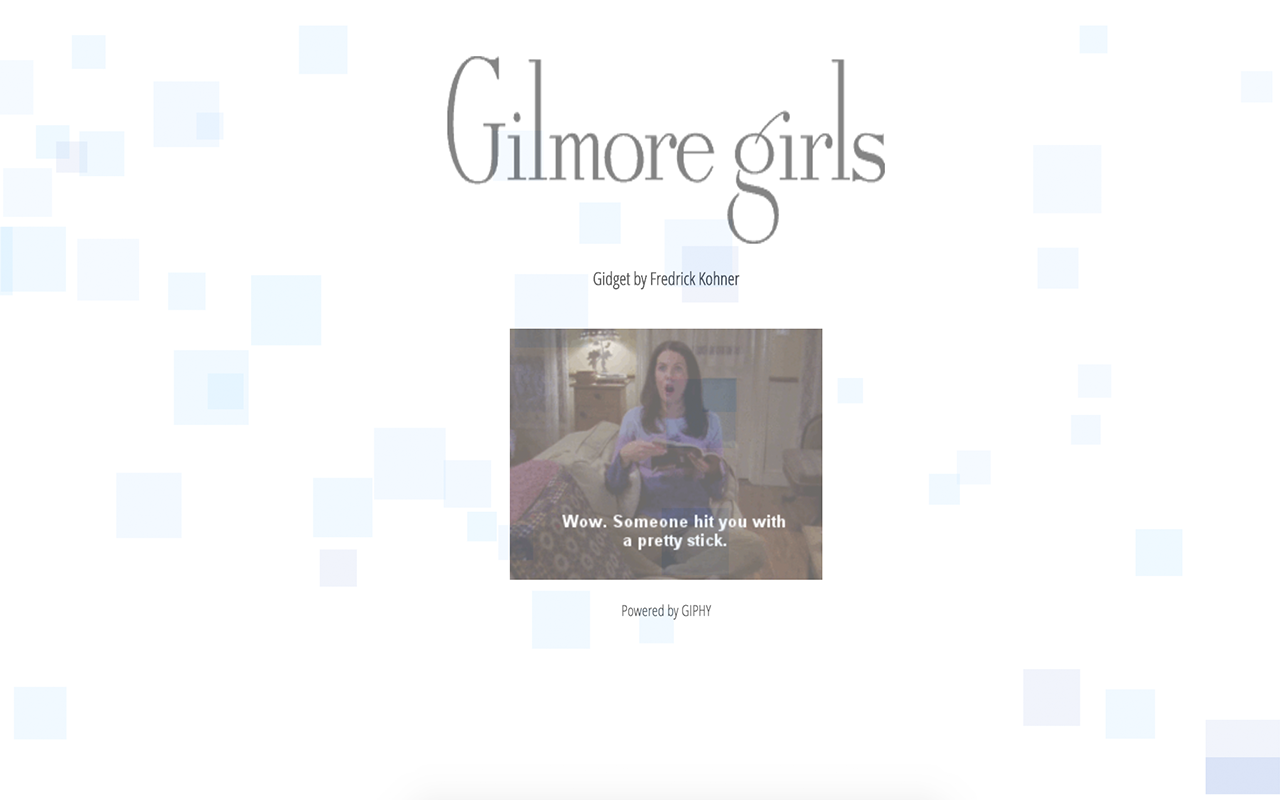 Gilmore girls
Gidget by Fredrick Kohner
Wow. Someone hit you with
a pretty stick.
Powered by GIPHY